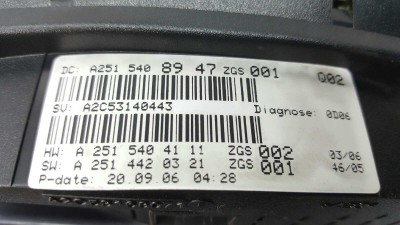 DC: A251 540 89 47 ZGS 001 Q02
SV: A2C53140443 Diagnose: 0D06
HW: A 251 540 41 11 ZGS 002 03/06
SW: A 251 442 03 21 ZGS 001 46/05
P-date: 20.09.06 04:28